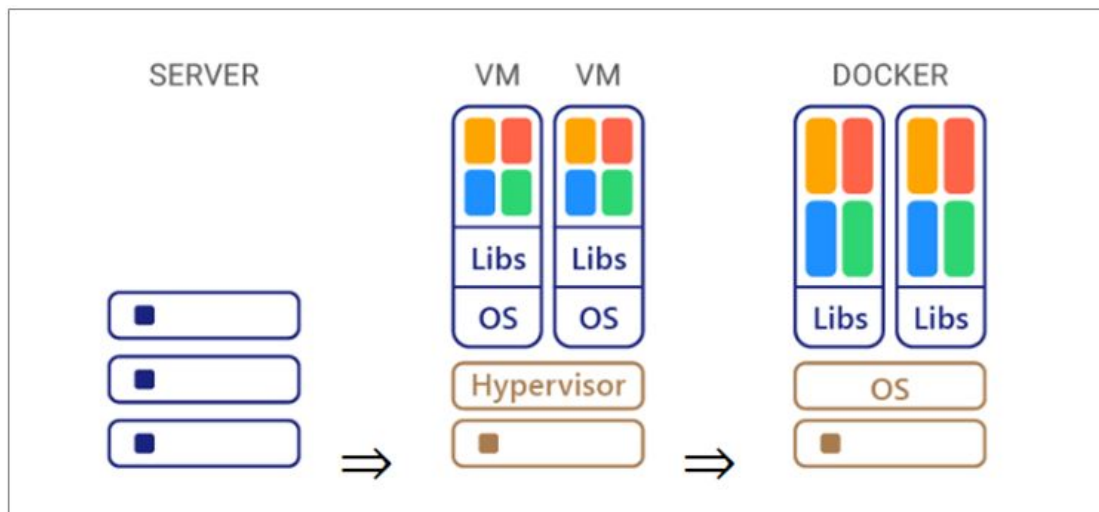 SERVER
VM VM
DOCKER
Libs Libs
OS OS
Hypervisor
Libs Libs
OS